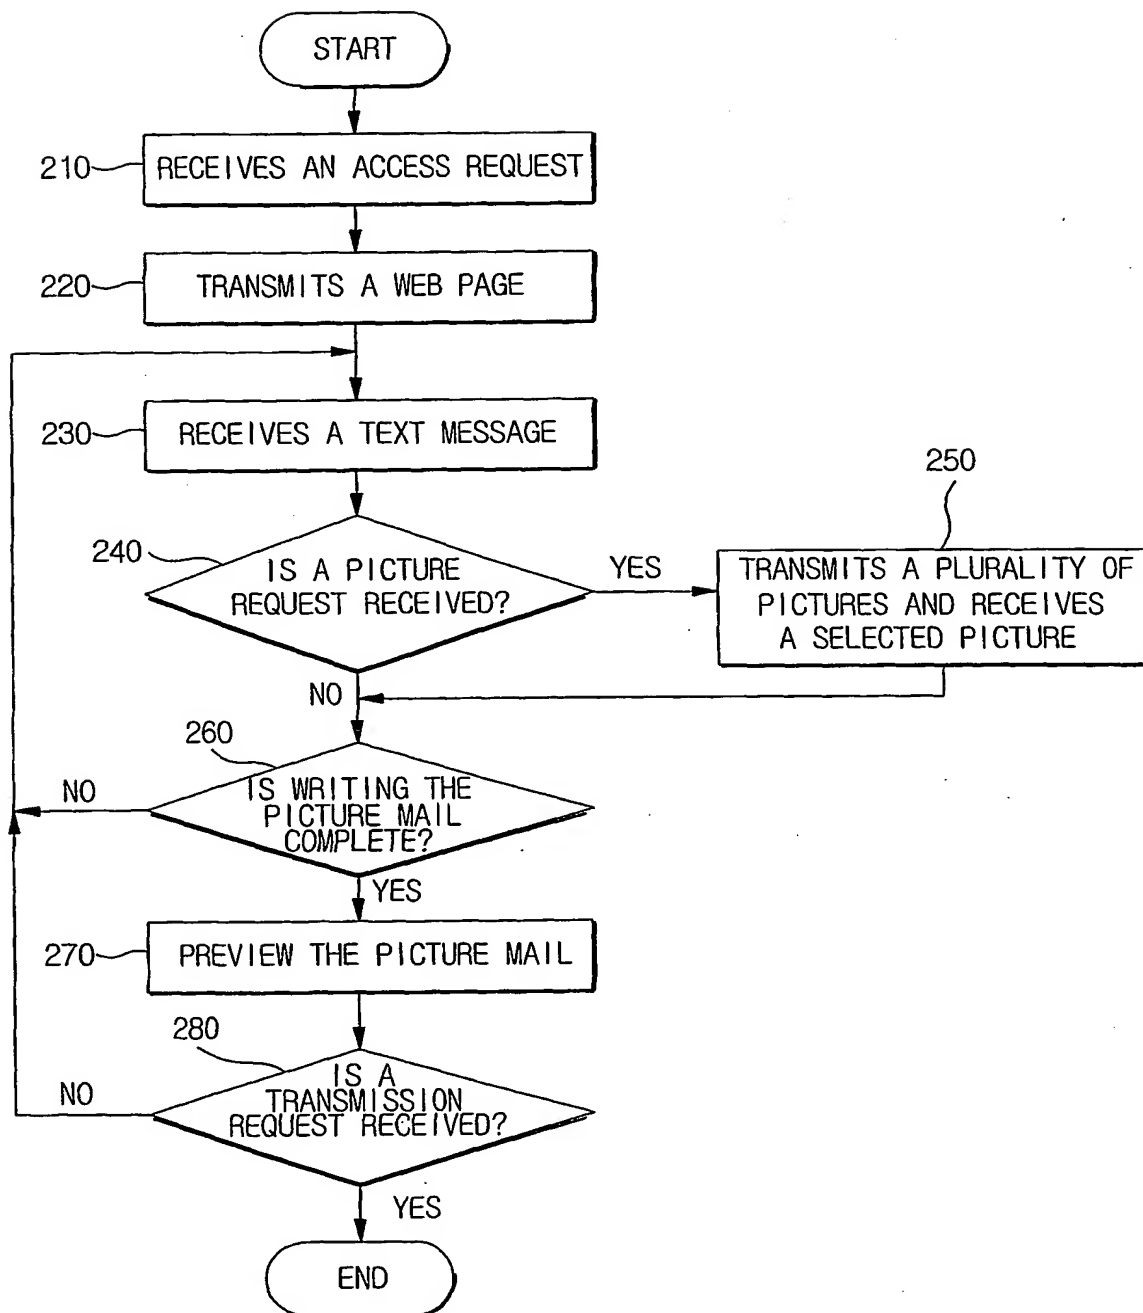 START
210
RECEIVES AN ACCESS REQUEST
220
TRANSMITS A WEB PAGE
230
RECEIVES A TEXT MESSAGE
240
IS A PICTURE
REQUEST RECEIVED?
YES
250
TRANSMITS A PLURALITY OF
PICTURES AND RECEIVES
A SELECTED PICTURE
NO
260
IS WRITING THE
PICTURE MAIL
COMPLETE?
NO
YES
270
PREVIEW THE PICTURE MAIL
280
IS A
TRANSMISSION
REQUEST RECEIVED?
NO
YES
END